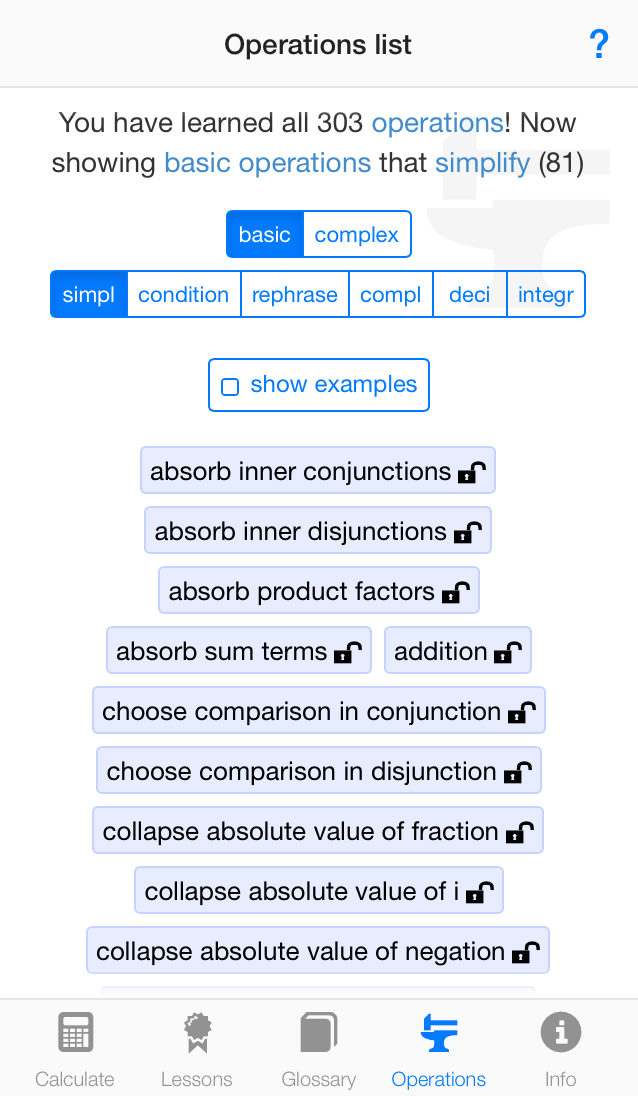 Operations list ?
You have learned all 303 operations! Now
showing basic operations that simplify (81)
basic complex
simpl condition rephrase compl deci integr
show examples
absorb inner conjunctions
absorb inner disjunctions
absorb product factors
absorb sum terms addition
choose comparison in conjunction
choose comparison in disjunction
collapse absolute value of fraction
collapse absolute value of i
collapse absolute value of negation
Calculate Lessons Glossary Operations Info